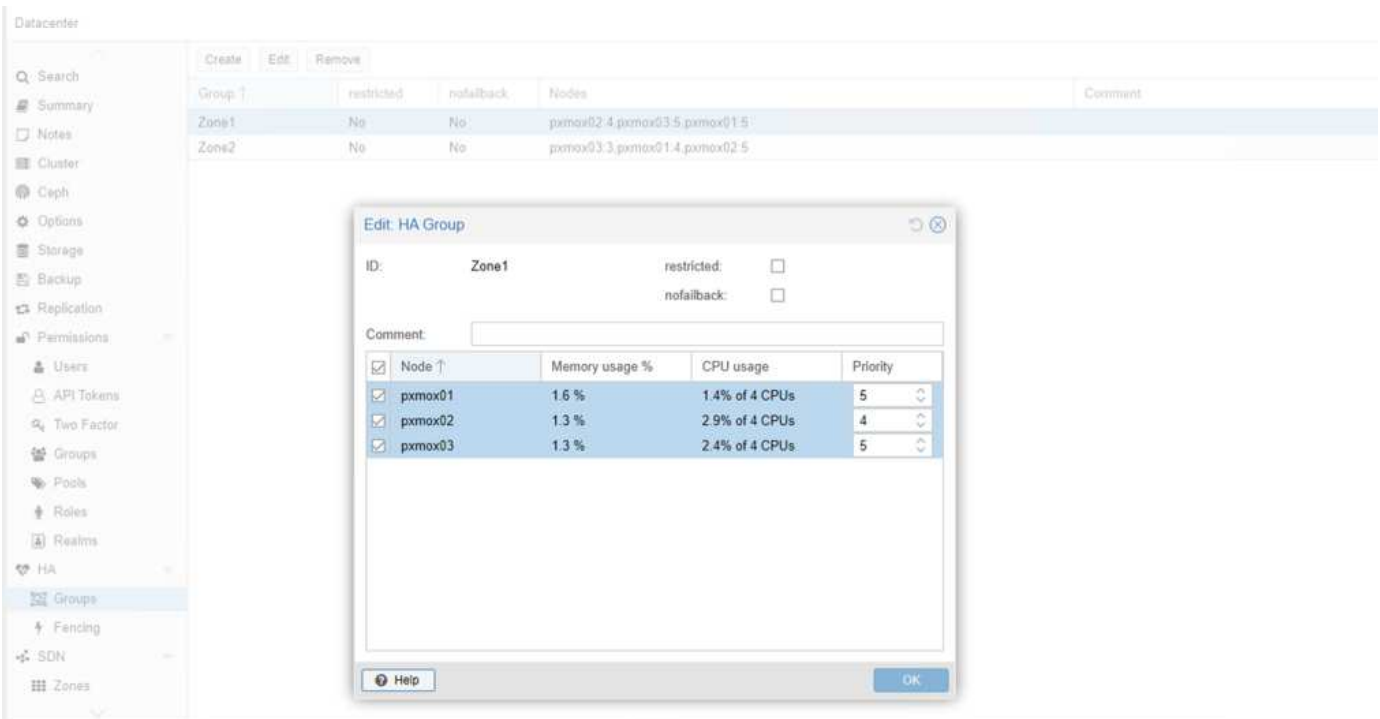 Datacenter
Create Edit Remove
Search
Summary
Notes
Cluster
Ceph
Options
Storage
Backup
Replication
Permissions
Users
API Tokens
Two Factor
Groups
Pools
Roles
Realms
HA
Groups
Fencing
SDN
Zones
Group ↑ restricted nofailback Nodes Comment
Zone1 No No pxmox02:4,pxmox03:5,pxmox01:5
Zone2 No No pxmox03:3,pxmox01:4,pxmox02:5
Edit: HA Group
ID: Zone1 restricted:
nofailback:
Comment:
Node ↑ Memory usage % CPU usage Priority
pxmox01 1.6 % 1.4% of 4 CPUs 5
pxmox02 1.3 % 2.9% of 4 CPUs 4
pxmox03 1.3 % 2.4% of 4 CPUs 5
Help OK